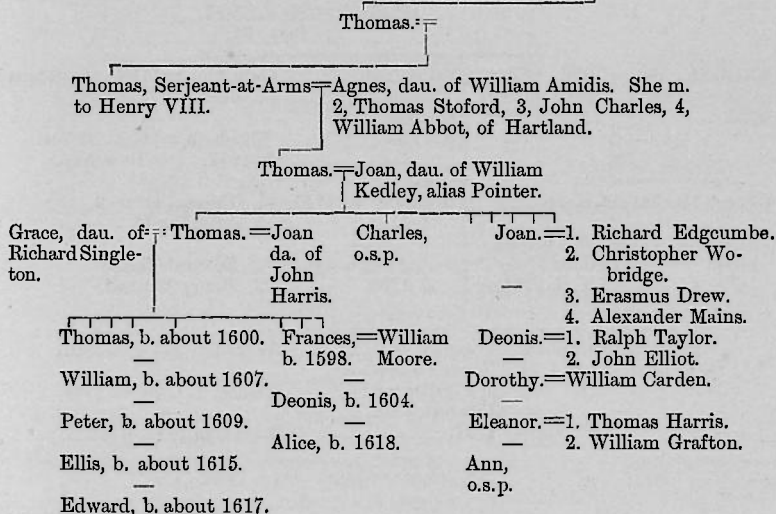 Thomas.=
Thomas, Serjeant-at-Arms=Agnes, dau. of William Amidis. She m.
to Henry VIII.
2, Thomas Stoford, 3, John Charles, 4,
William Abbot, of Hartland.
Thomas.=Joan, dau. of William
Kedley, alias Pointer.
Grace, dau. of=
Richard Single-
ton.
Thomas.=Joan
da. of
John
Harris.
Charles,
o.s.p.
Joan.=1. Richard Edgcumbe.
2. Christopher Wo-
bridge.
3. Erasmus Drew.
4. Alexander Mains.
Thomas, b. about 1600.
—
William, b. about 1607.
—
Peter, b. about 1609.
—
Ellis, b. about 1615.
—
Edward, b. about 1617.
Frances,=William
b. 1598. Moore.
—
Deonis, b. 1604.
—
Alice, b. 1618.
—
Deonis.=1. Ralph Taylor.
— 2. John Elliot.
Dorothy.=William Carden.
—
Eleanor.=1. Thomas Harris.
— 2. William Grafton.
Ann,
o.s.p.